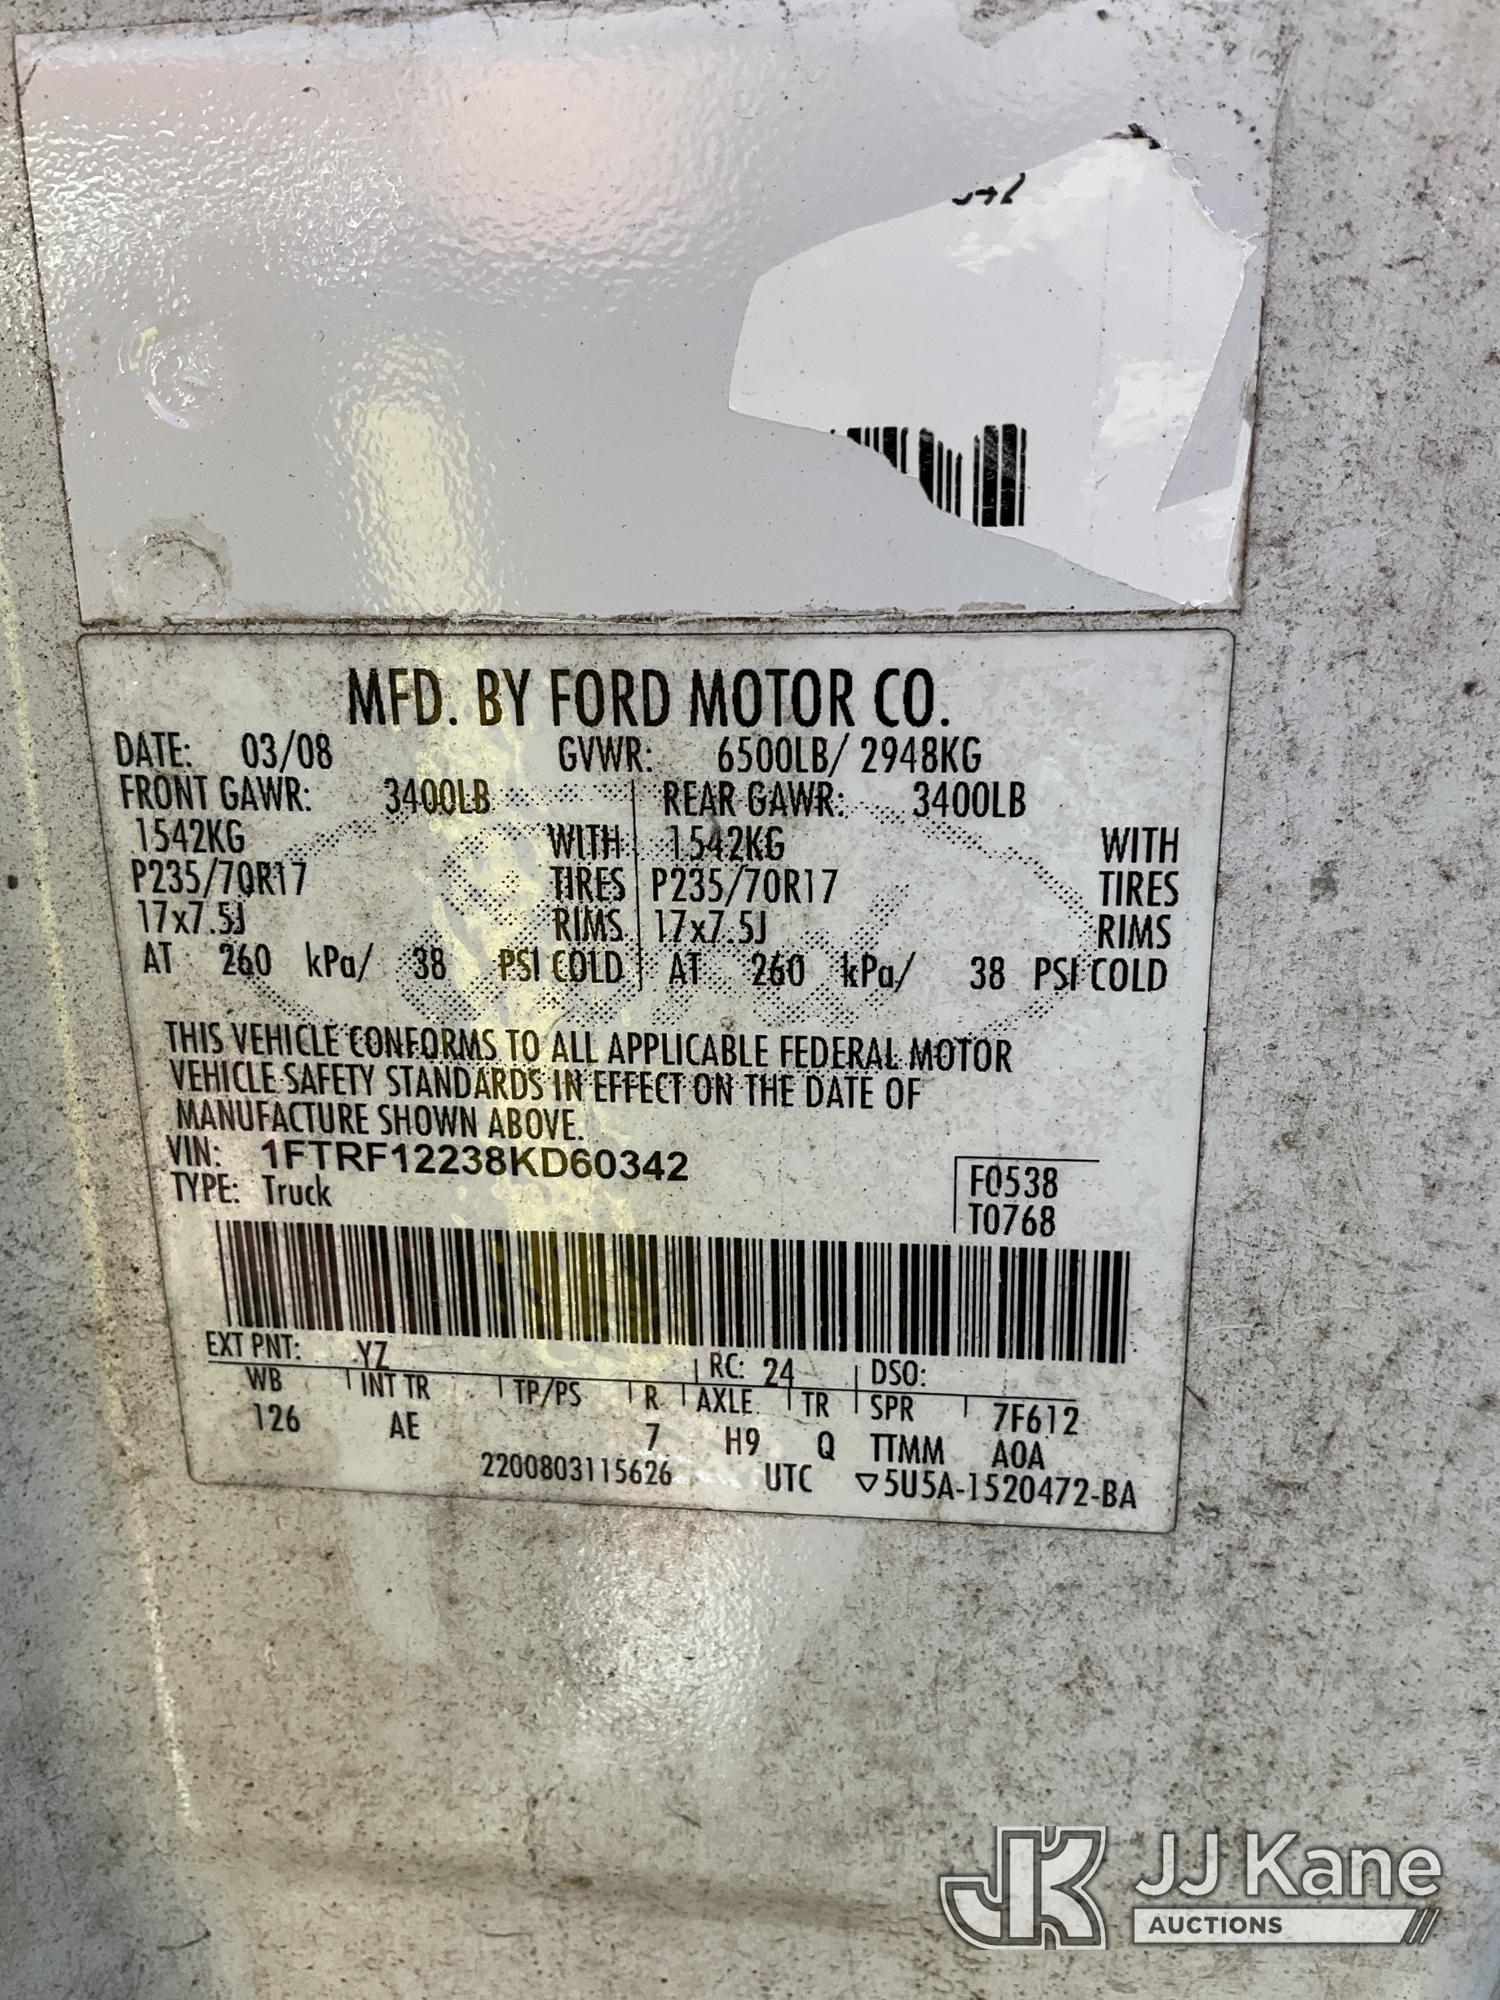 MFD. BY FORD MOTOR CO.
DATE: 03/08 GVWR: 6500LB/ 2948KG
FRONT GAWR: 3400LB REAR GAWR: 3400LB
1542KG WITH 1542KG WITH
P235/70R17 TIRES P235/70R17 TIRES
17x7.5J RIMS 17x7.5J RIMS
AT 260 kPa/ 38 PSI COLD AT 260 kPa/ 38 PSI COLD
THIS VEHICLE CONFORMS TO ALL APPLICABLE FEDERAL MOTOR
VEHICLE SAFETY STANDARDS IN EFFECT ON THE DATE OF
MANUFACTURE SHOWN ABOVE.
VIN: 1FTRF12238KD60342
TYPE: Truck
F0538
T0768
EXT PNT: YZ RC: 24 DSO:
WB INT TR TP/PS R AXLE TR SPR 7F612
126 AE 7 H9 Q TTMM A0A
2200803115626 UTC ▽5U5A-1520472-BA
JJ Kane
AUCTIONS